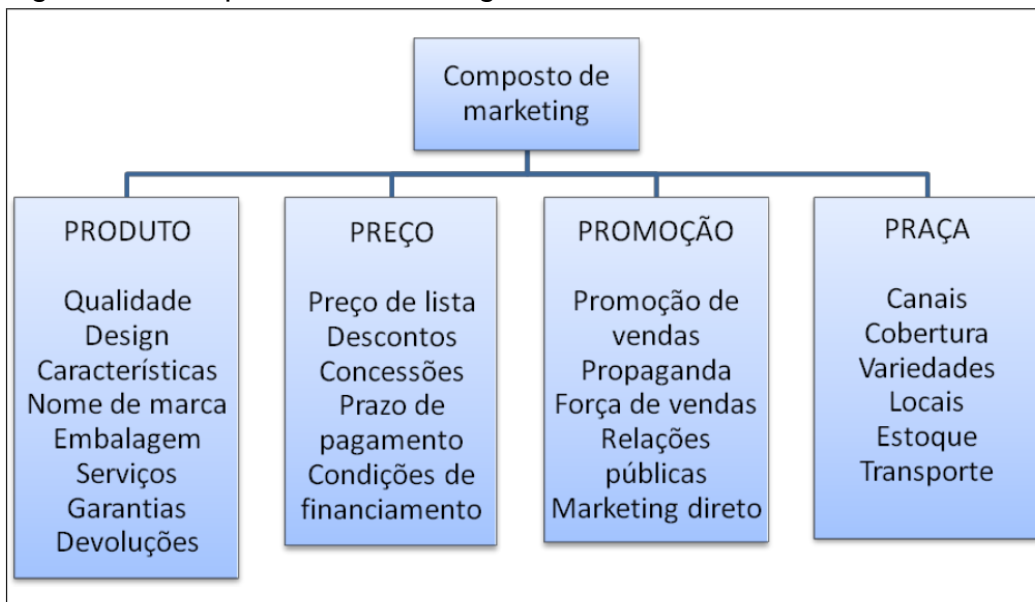 Composto de
marketing
PRODUTO
Qualidade
Design
Características
Nome de marca
Embalagem
Serviços
Garantias
Devoluções
PREÇO
Preço de lista
Descontos
Concessões
Prazo de
pagamento
Condições de
financiamento
PROMOÇÃO
Promoção de
vendas
Propaganda
Força de vendas
Relações
públicas
Marketing direto
PRAÇA
Canais
Cobertura
Variedades
Locais
Estoque
Transporte